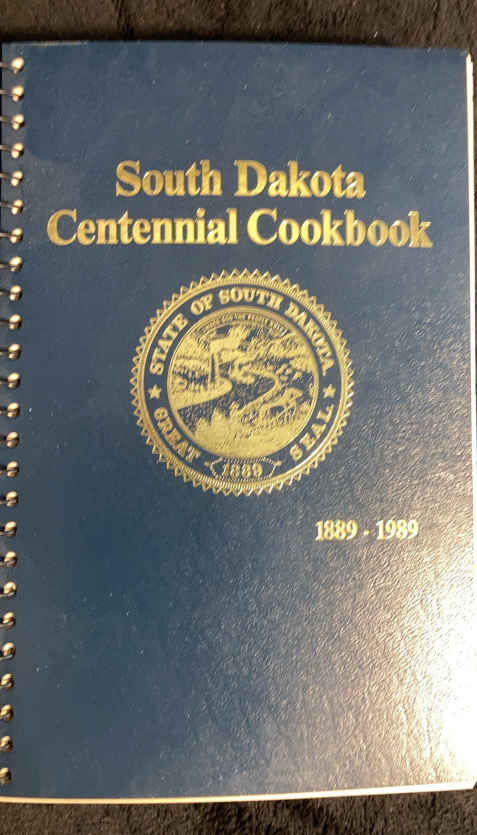 South Dakota
Centennial Cookbook
STATE OF SOUTH DAKOTA
GREAT SEAL
1889
1889 - 1989